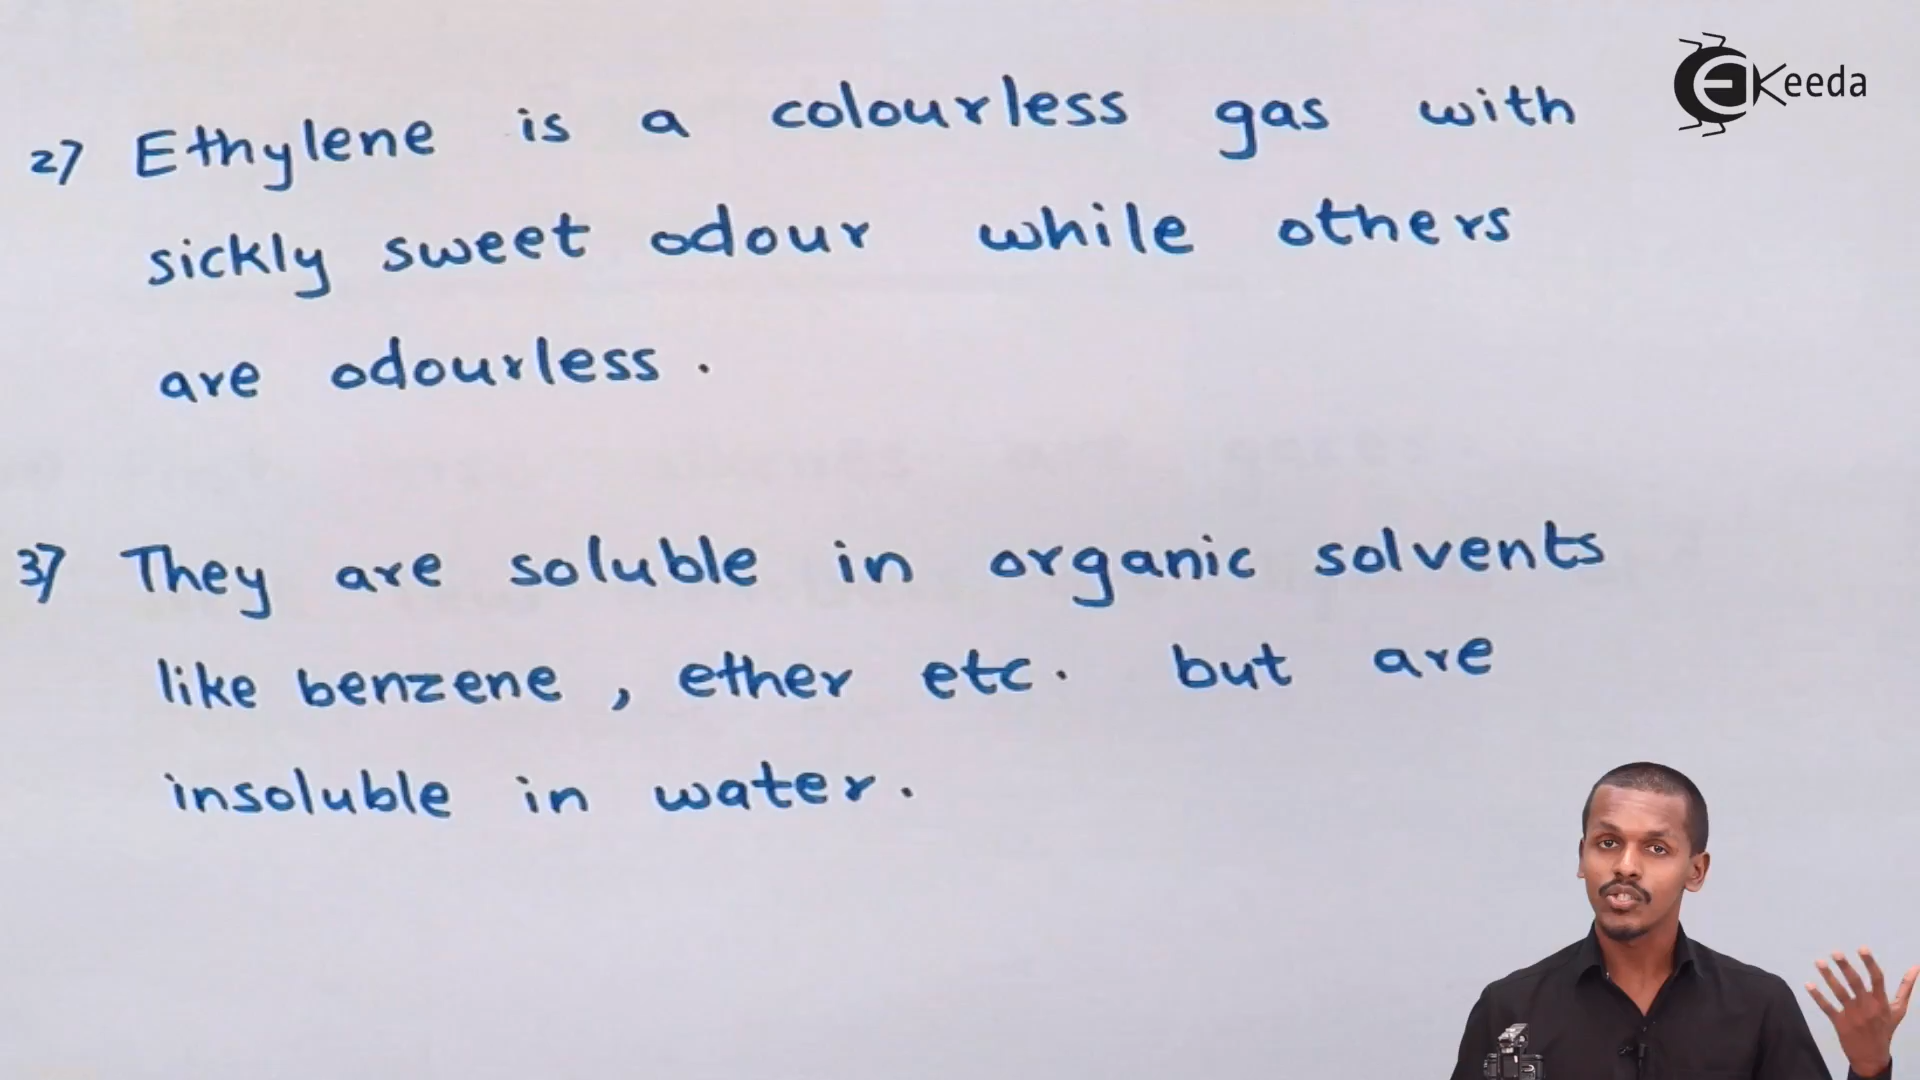 EKeeda
2) Ethylene is a colourless gas with
sickly sweet odour while others
are odourless.
3) They are soluble in organic solvents
like benzene, ether etc. but are
insoluble in water.